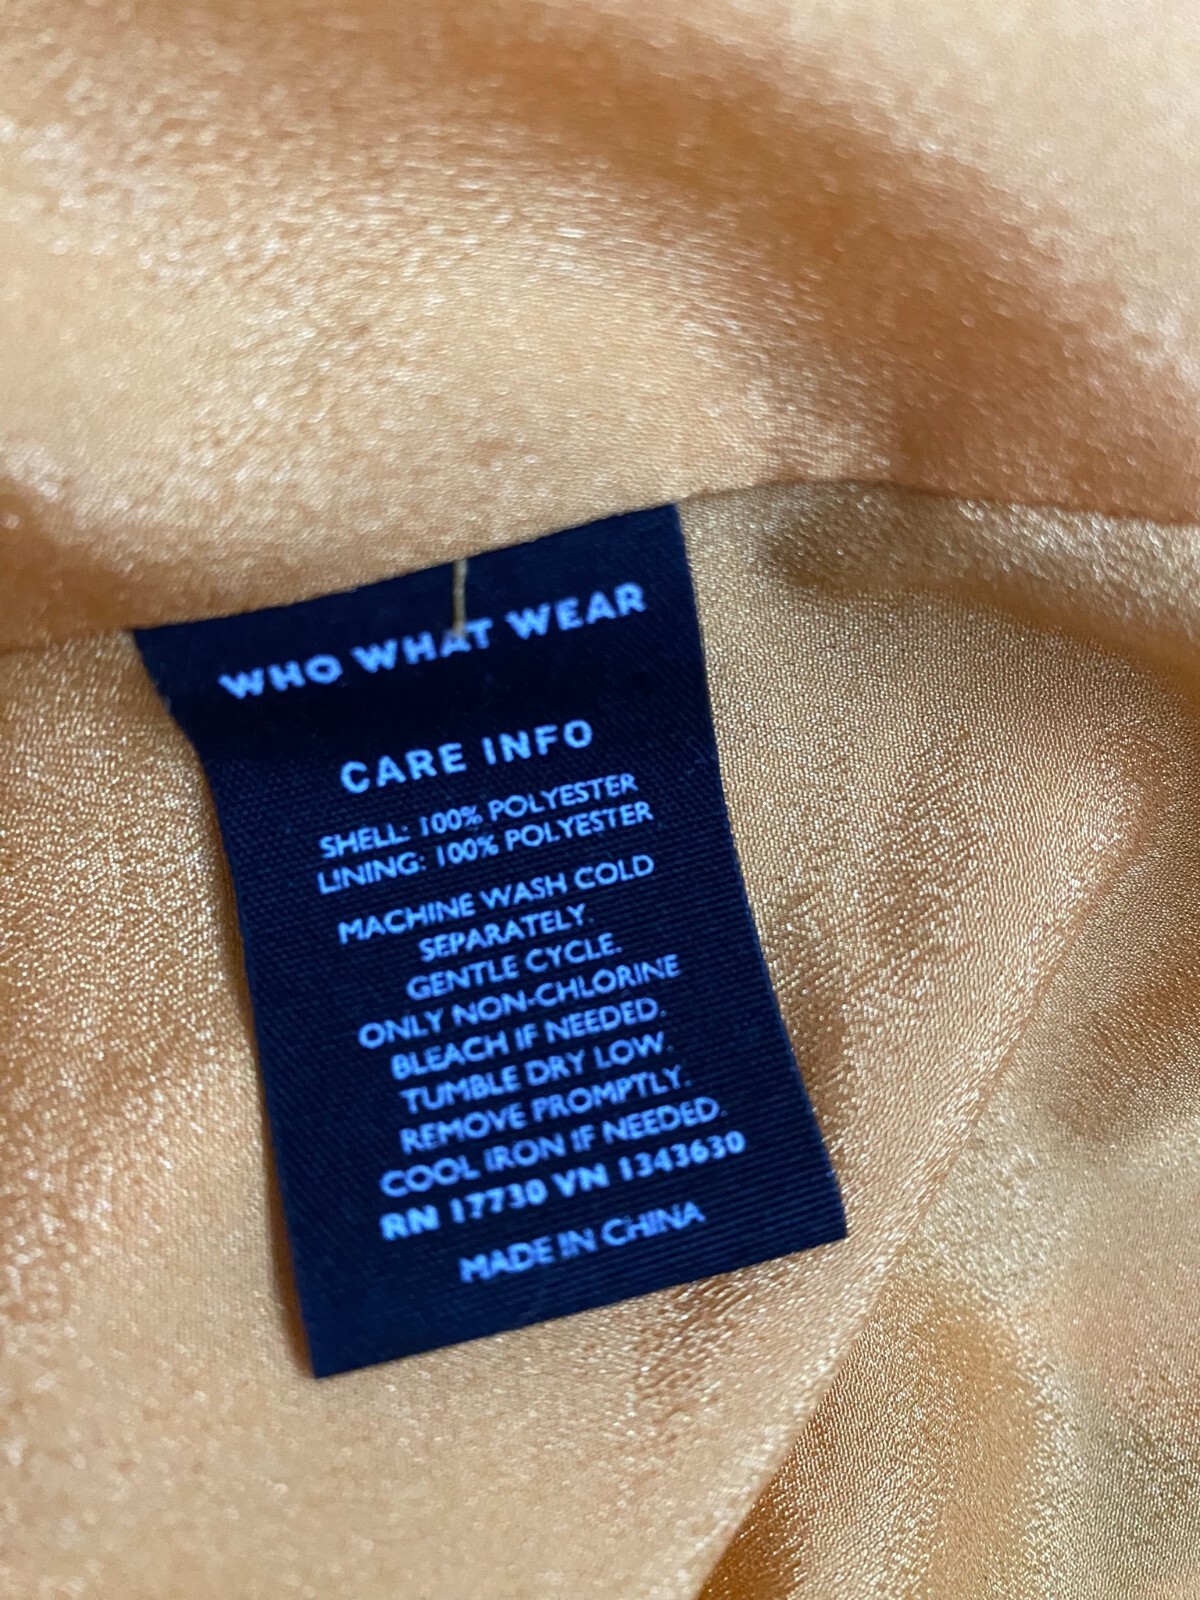 WHO WHAT WEAR
CARE INFO
SHELL: 100% POLYESTER
LINING: 100% POLYESTER
MACHINE WASH COLD
SEPARATELY.
GENTLE CYCLE.
ONLY NON-CHLORINE
BLEACH IF NEEDED.
TUMBLE DRY LOW.
REMOVE PROMPTLY.
COOL IRON IF NEEDED.
RN 17730 VN 1343630
MADE IN CHINA